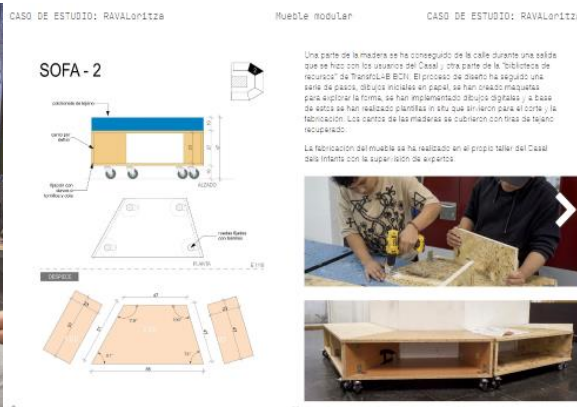 CASO DE ESTUDIO: RAVALoritza
Mueble modular
CASO DE ESTUDIO: RAVALoritza
SOFA - 2
ALZADO
PLANTA
DESPIECE
Una parte de la madera se ha conseguido de la calle durante una salida
que se hizo con los usuarios del Casal y otra parte de la "biblioteca de
recursos" de TransfoLAB BCN. El proceso de diseño ha seguido una
serie de pasos, dibujos iniciales en papel, se han creado maquetas
para explorar la forma, se han implementado dibujos digitales y a base
de estos se han realizado plantillas in situ que sirvieron para el corte y la
fabricación. Los cantos de las maderas se cubrieron con tiras de tejano
recuperado.
La fabricación del mueble se ha realizado en el propio taller del Casal
dels Infants con la supervisión de expertos.